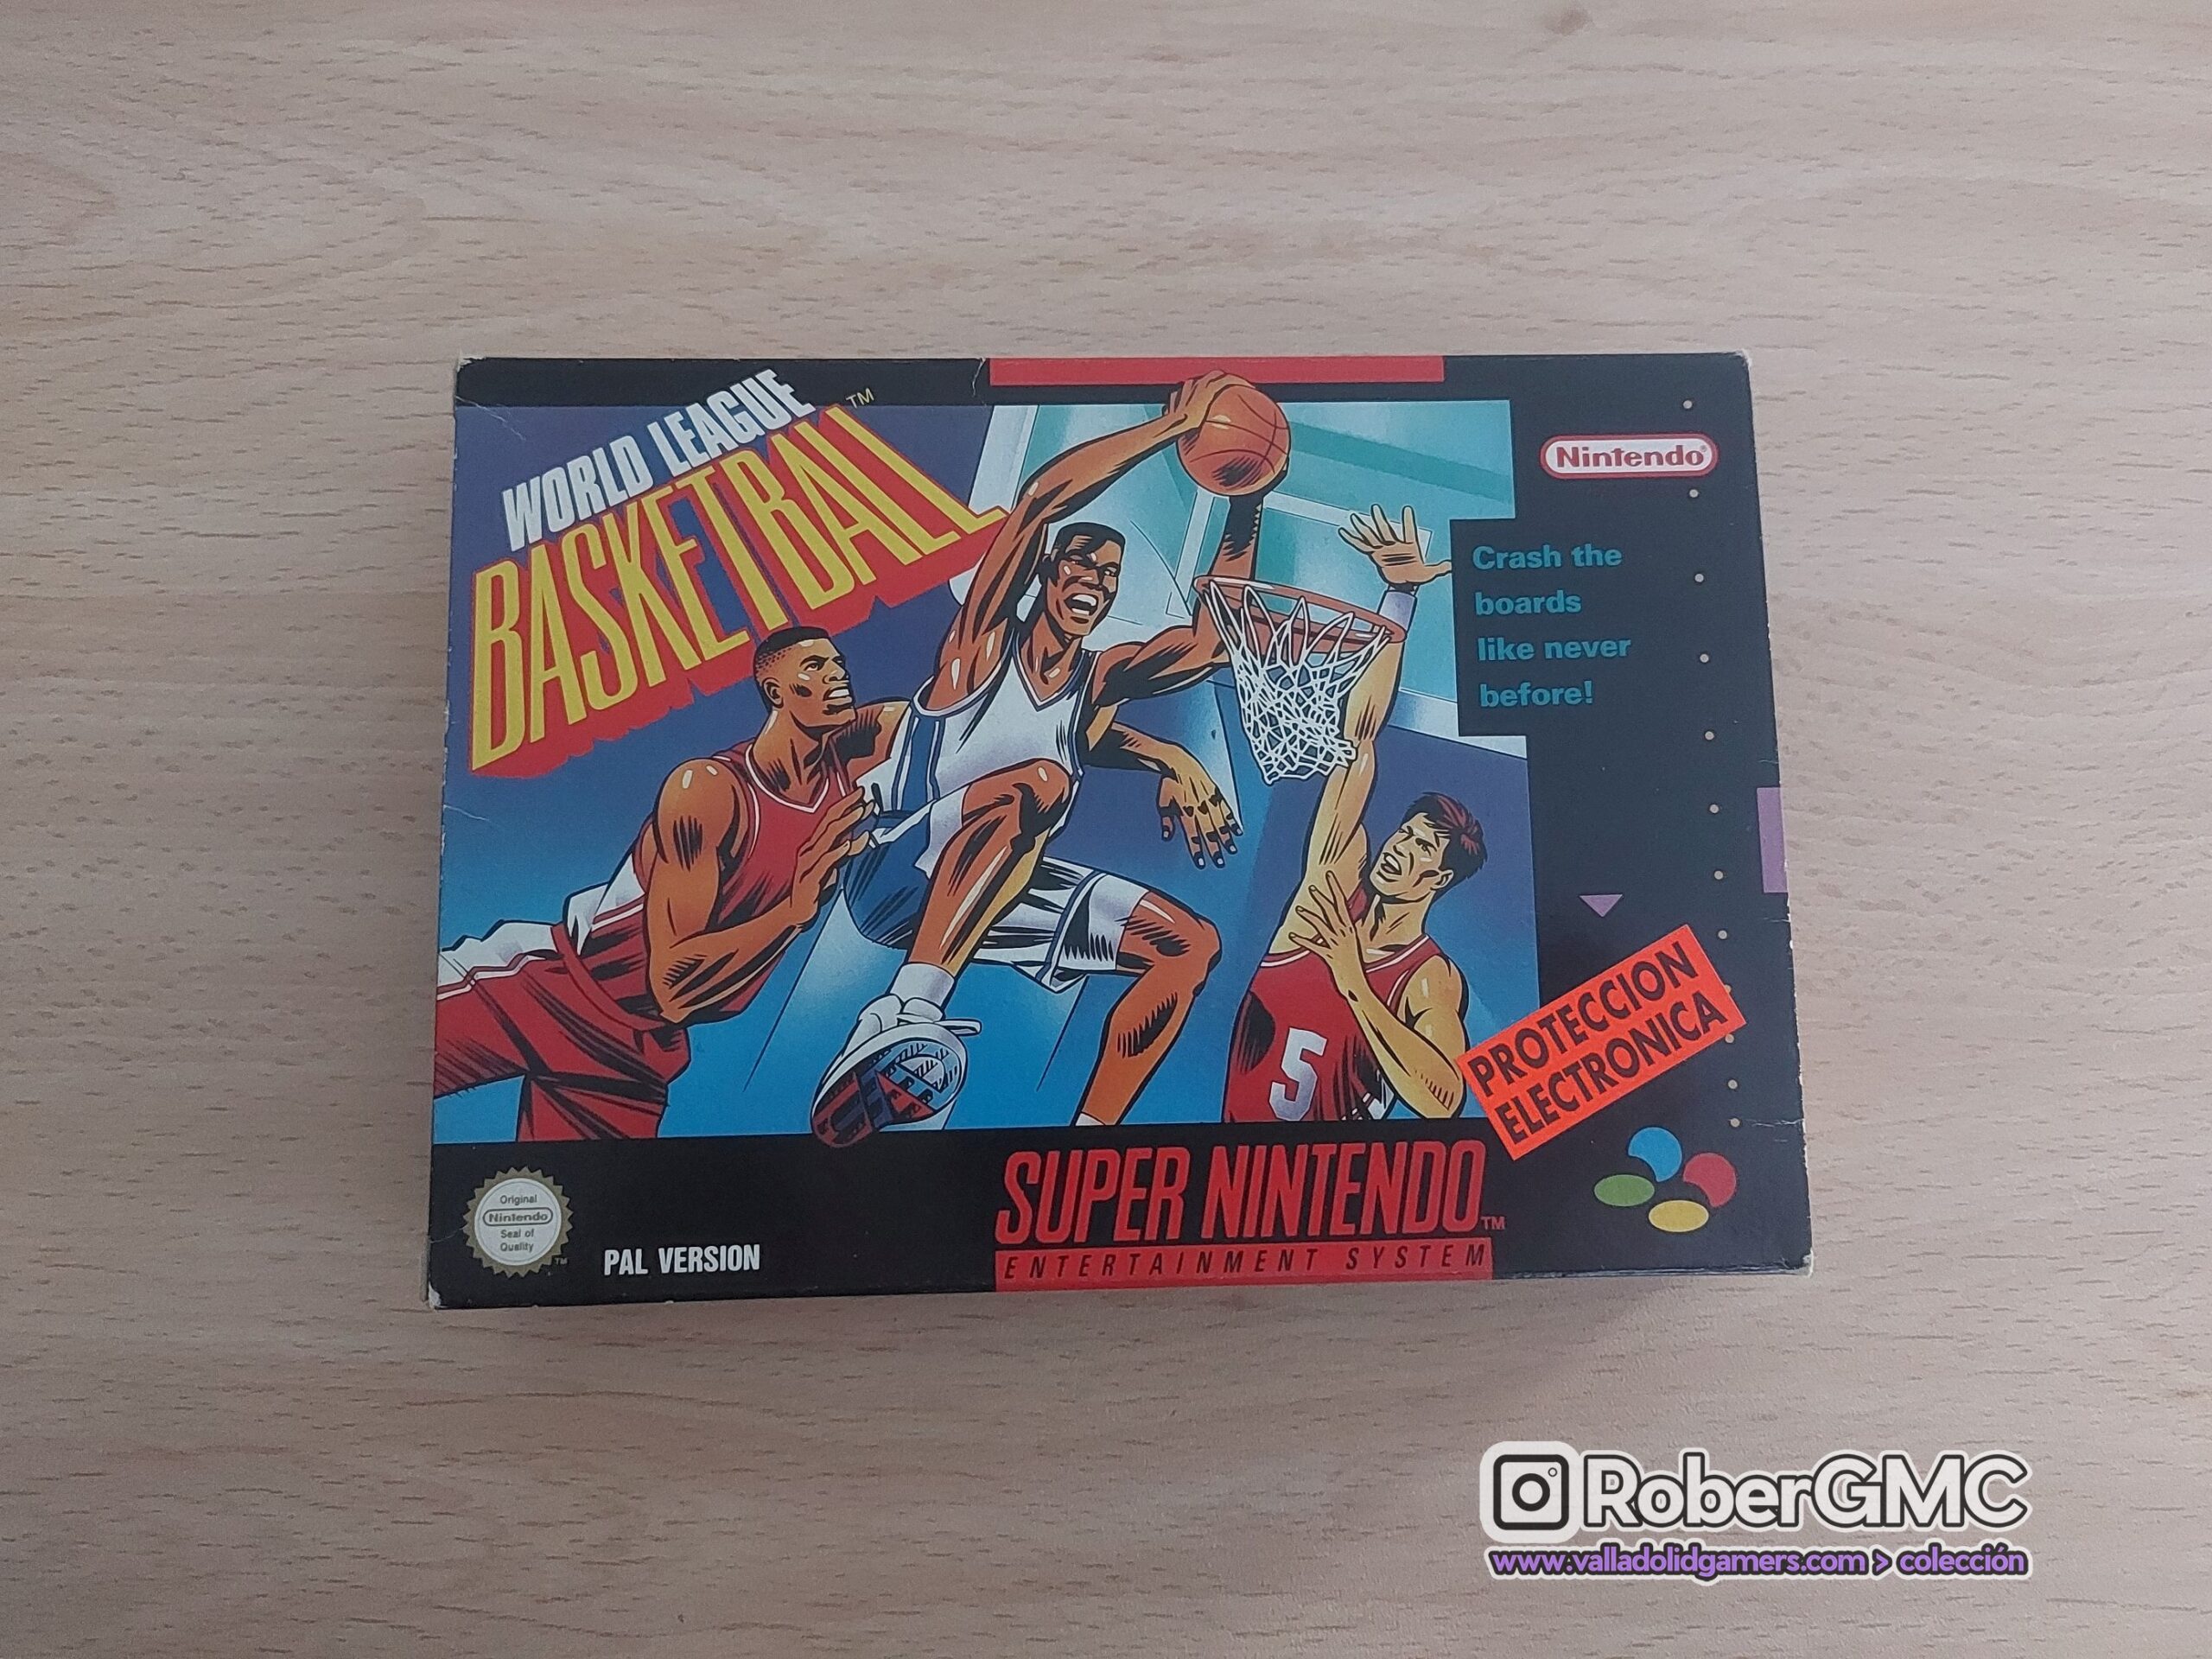 WORLD LEAGUE
BASKETBALL™
Nintendo®
Crash the
boards
like never
before!
5
PROTECCION
ELECTRONICA
Original
Nintendo
Seal of
Quality
TM
PAL VERSION
SUPER NINTENDO™
ENTERTAINMENT SYSTEM
RoberGMC
www.valladolidgamers.com > colección